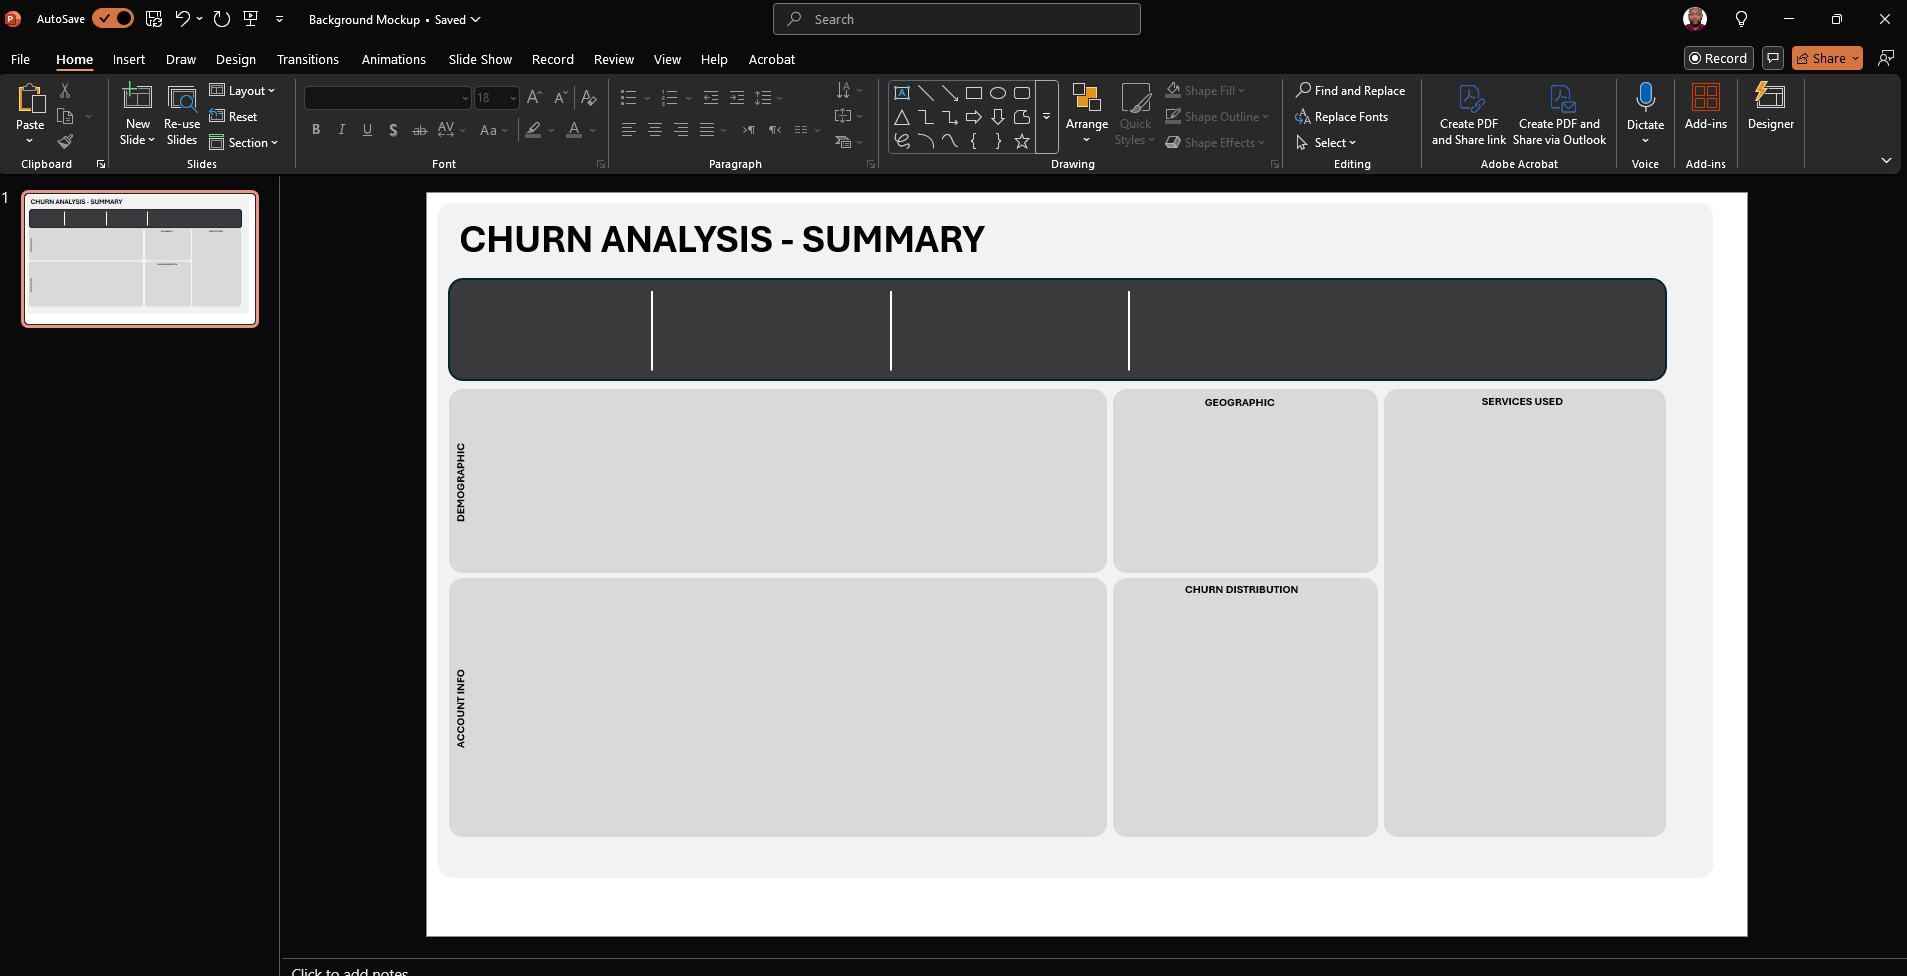 AutoSave
Background Mockup • Saved
Search
File Home Insert Draw Design Transitions Animations Slide Show Record Review View Help Acrobat
Record
Share
Paste
Clipboard
New Slide
Re-use Slides
Layout
Reset
Section
Slides
18
B I U S ab AV Aa A
Font
Paragraph
Arrange
Quick Styles
Shape Fill
Shape Outline
Shape Effects
Drawing
Find and Replace
Replace Fonts
Select
Editing
Create PDF and Share link
Create PDF and Share via Outlook
Adobe Acrobat
Dictate
Voice
Add-ins
Add-ins
Designer
1
CHURN ANALYSIS - SUMMARY
CHURN ANALYSIS - SUMMARY
DEMOGRAPHIC
GEOGRAPHIC
SERVICES USED
ACCOUNT INFO
CHURN DISTRIBUTION
Click to add notes